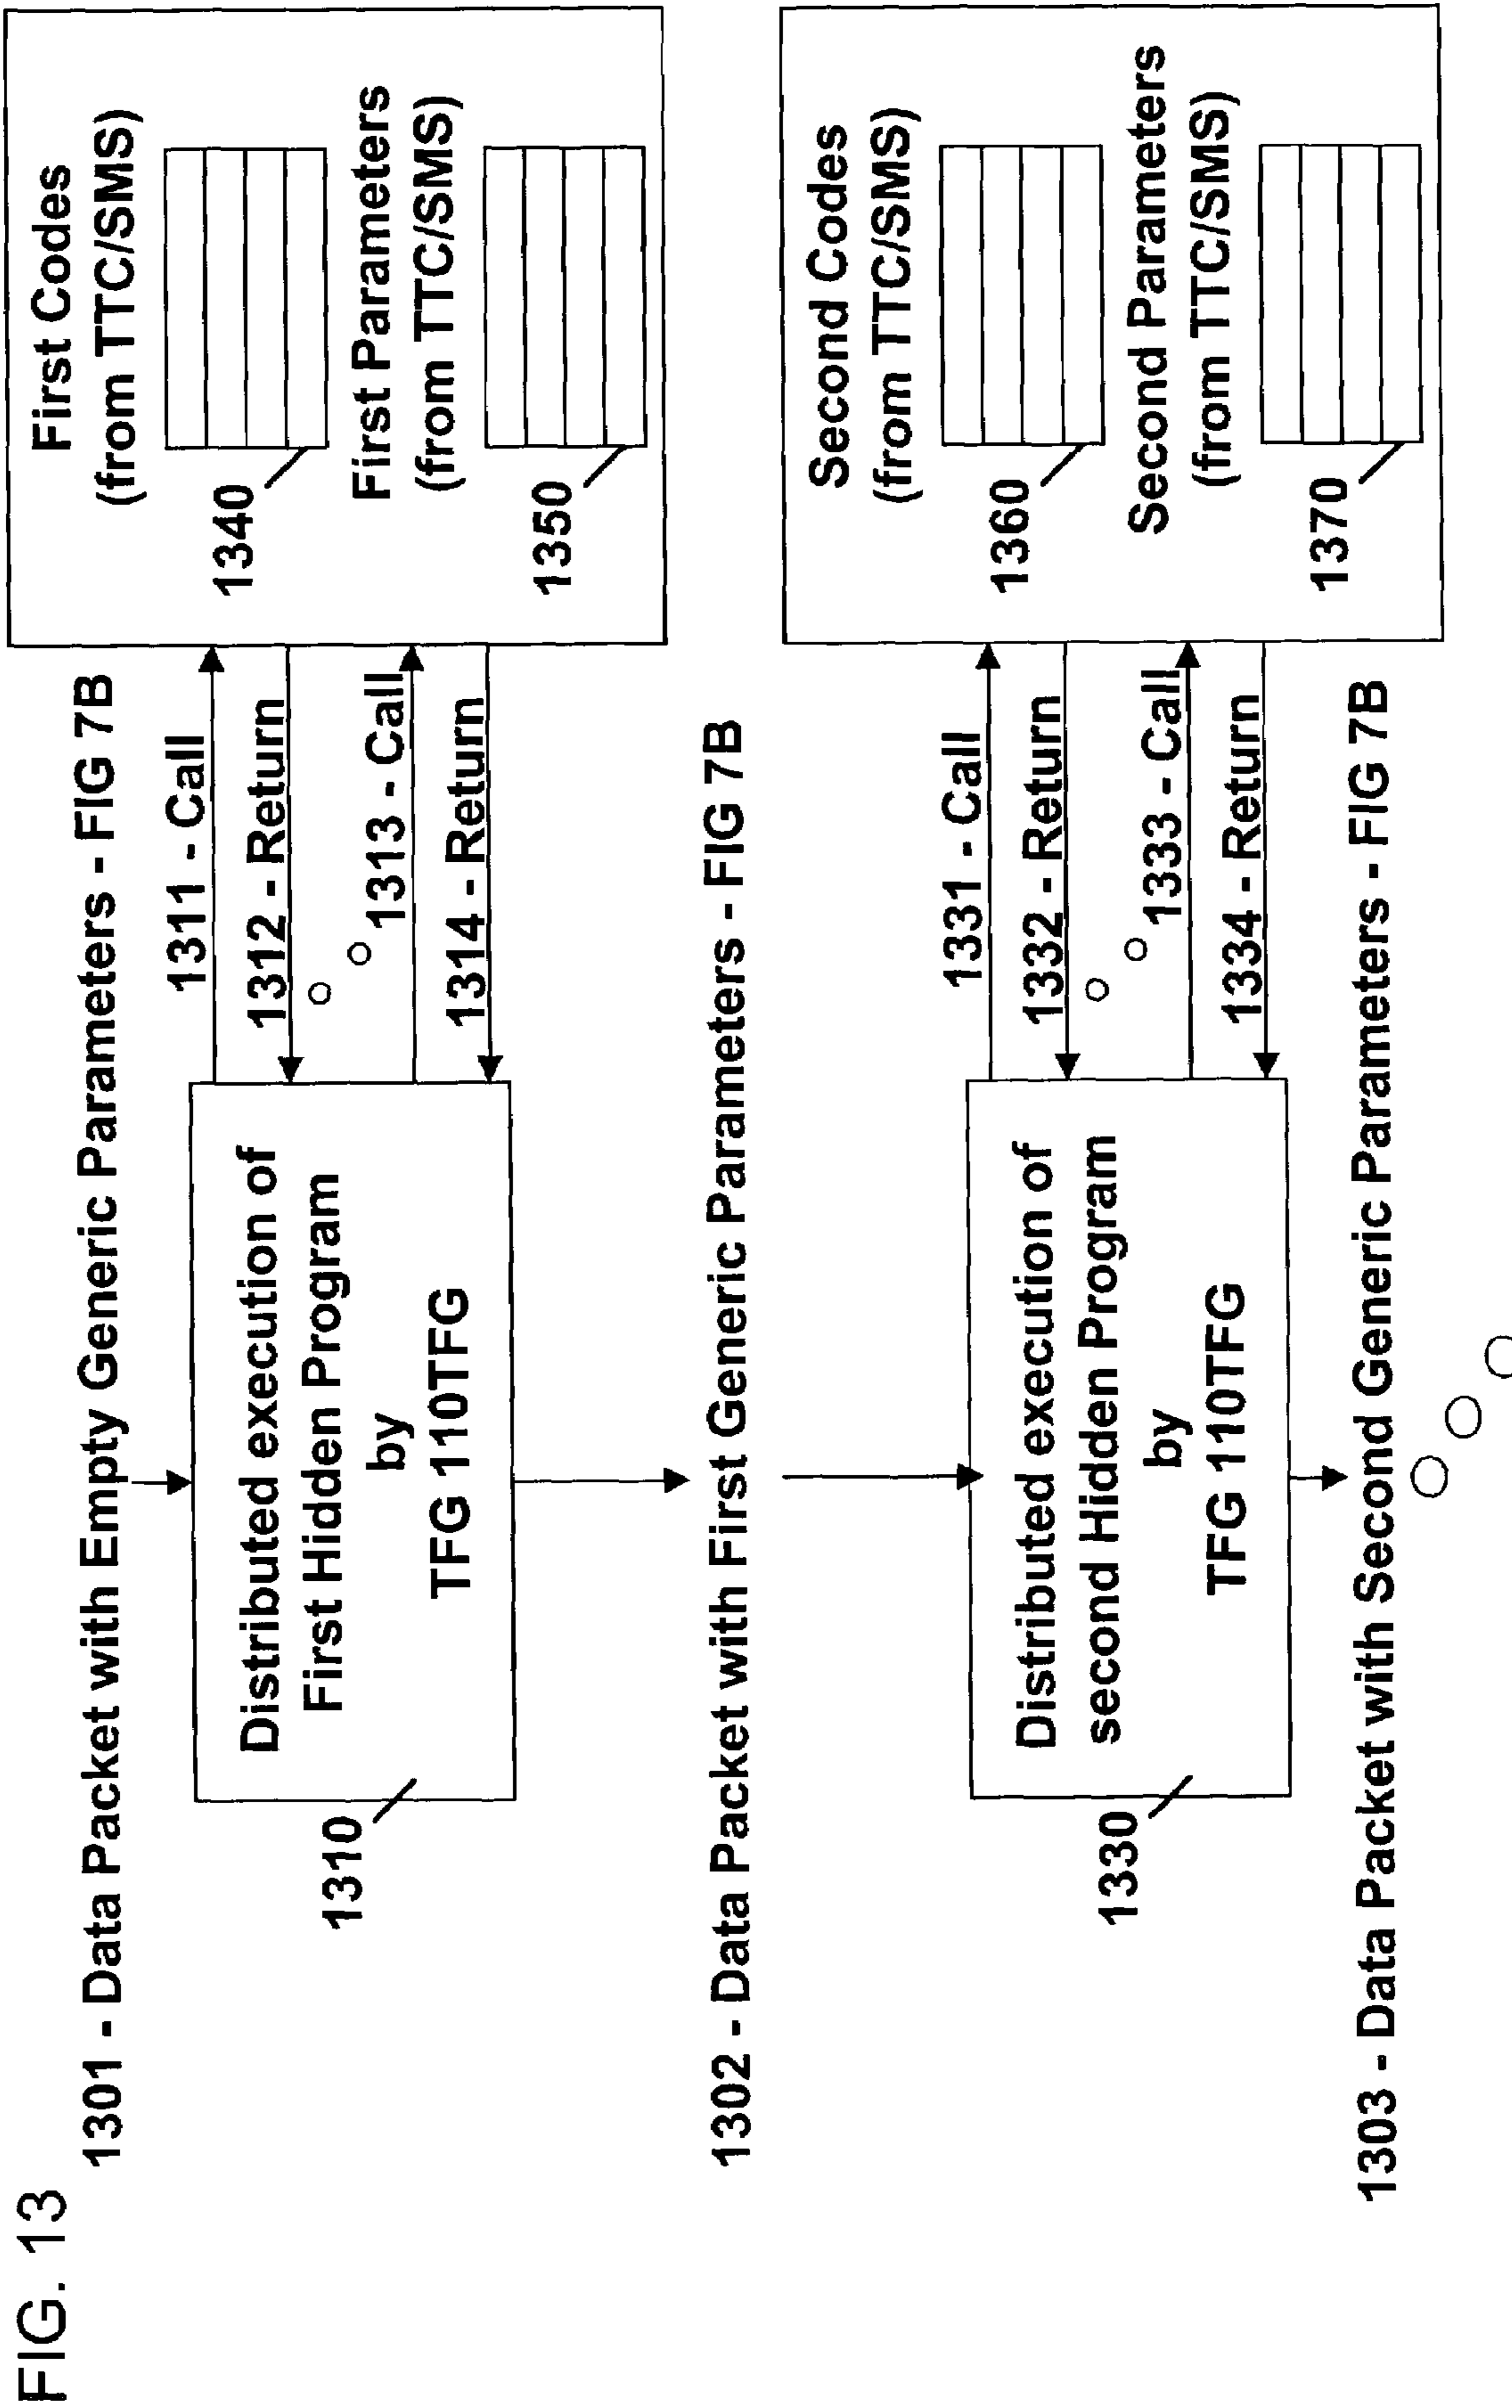 FIG. 13
1301 - Data Packet with Empty Generic Parameters - FIG 7B
First Codes
(from TTC/SMS)
1340
First Parameters
(from TTC/SMS)
1350
1311 - Call
1312 - Return
1313 - Call
1314 - Return
Distributed execution of
First Hidden Program
by
TFG 110TFG
1310
1302 - Data Packet with First Generic Parameters - FIG 7B
Second Codes
(from TTC/SMS)
1360
Second Parameters
(from TTC/SMS)
1370
1331 - Call
1332 - Return
1333 - Call
1334 - Return
Distributed execution of
second Hidden Program
by
TFG 110TFG
1330
1303 - Data Packet with Second Generic Parameters - FIG 7B